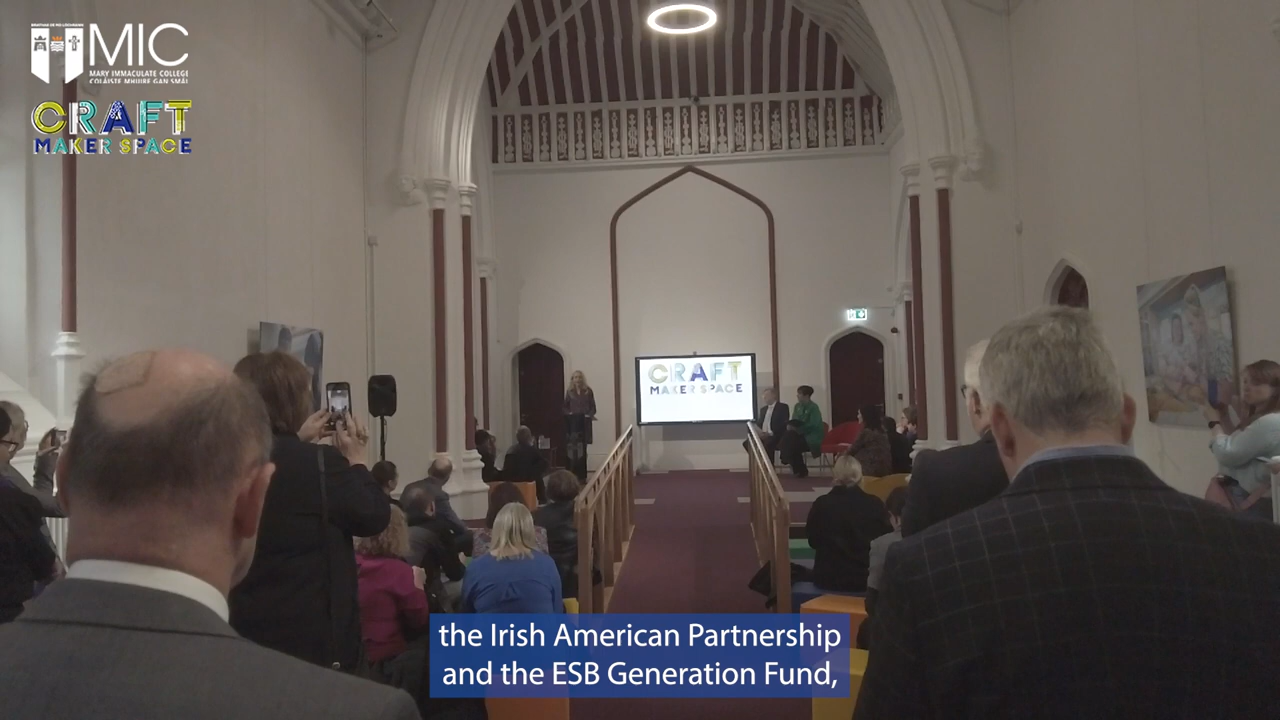 MIC
MARY IMMACULATE COLLEGE
COLÁISTE MHUIRE GAN SMÁL
CRAFT
MAKER SPACE
CRAFT
MAKER SPACE
the Irish American Partnership
and the ESB Generation Fund,